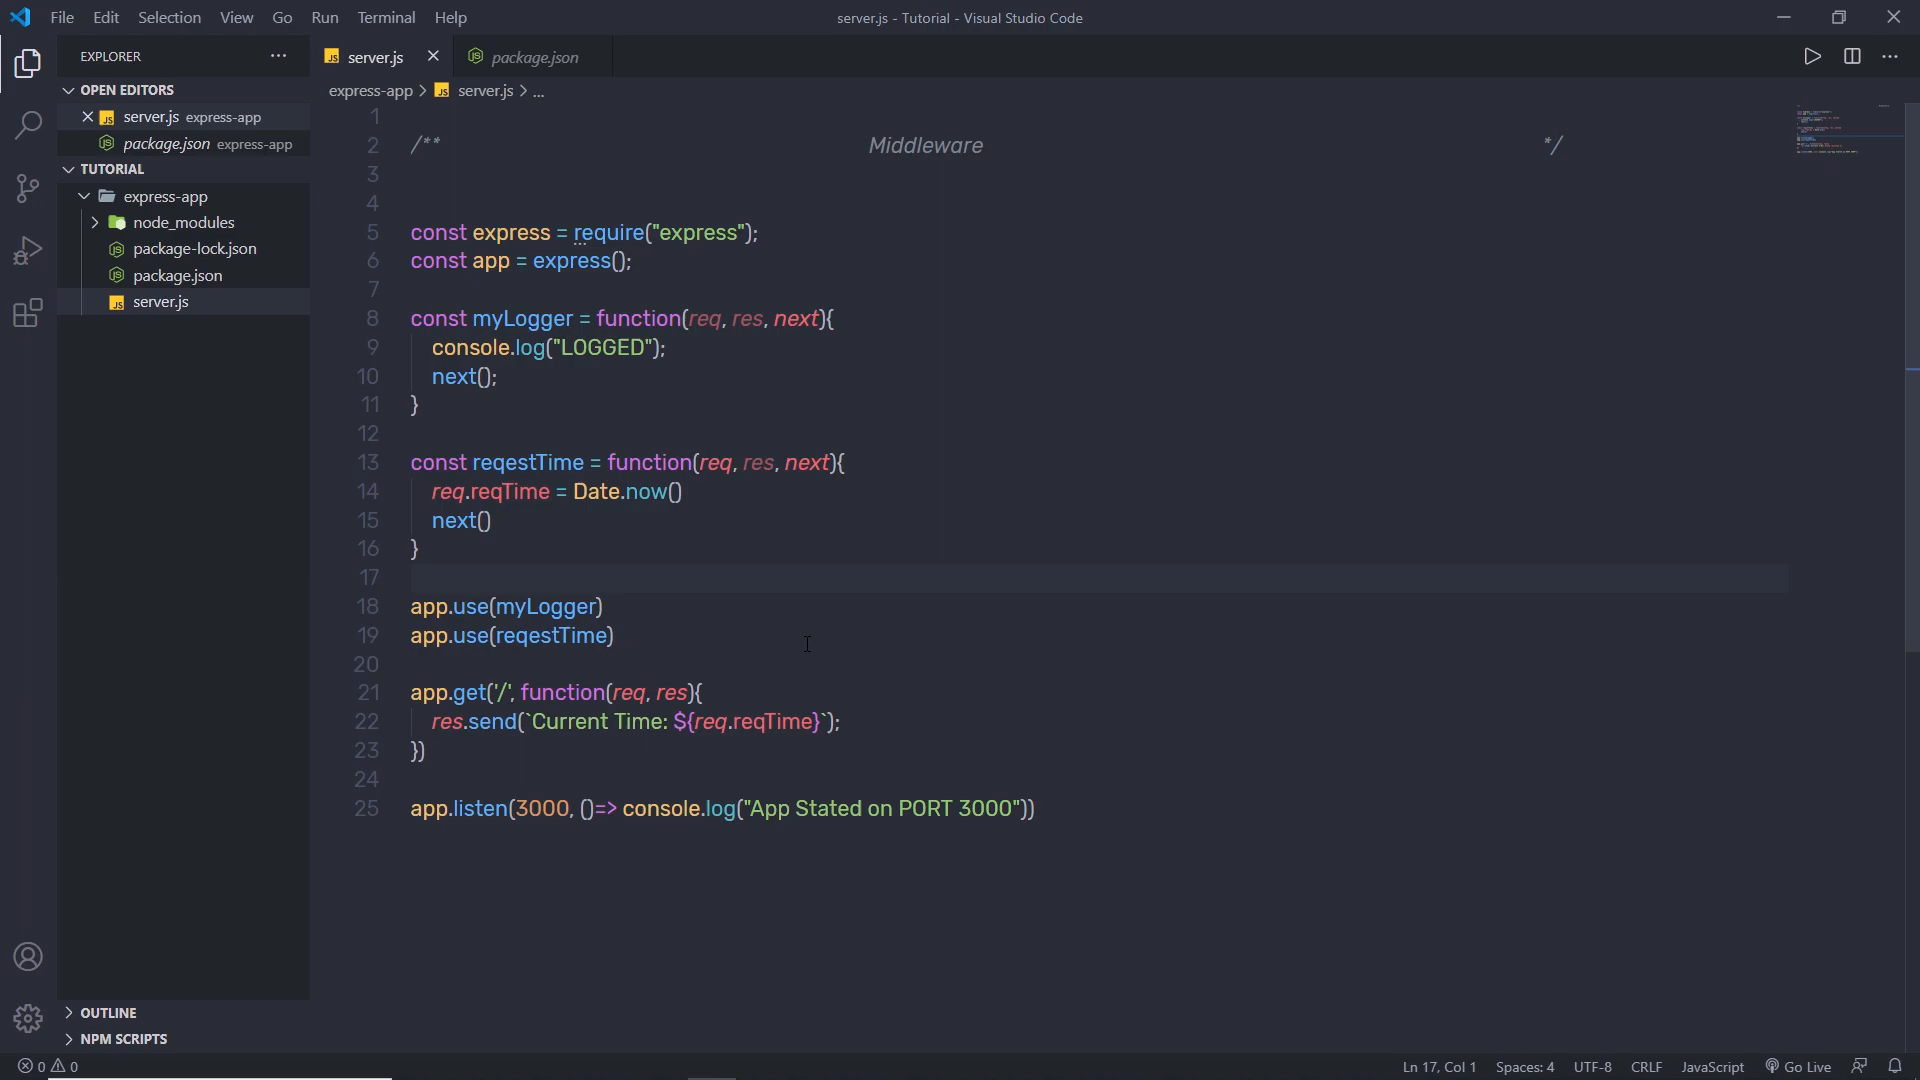 File Edit Selection View Go Run Terminal Help
server.js - Tutorial - Visual Studio Code
EXPLORER
OPEN EDITORS
server.js express-app
package.json express-app
TUTORIAL
express-app
node_modules
package-lock.json
package.json
server.js
OUTLINE
NPM SCRIPTS
server.js
package.json
express-app > server.js > ...
1
2 /** Middleware */
3
4
5 const express = require("express");
6 const app = express();
7
8 const myLogger = function(req, res, next){
9 console.log("LOGGED");
10 next();
11 }
12
13 const reqestTime = function(req, res, next){
14 req.reqTime = Date.now()
15 next()
16 }
17
18 app.use(myLogger)
19 app.use(reqestTime)
20
21 app.get('/', function(req, res){
22 res.send(`Current Time: ${req.reqTime}`);
23 })
24
25 app.listen(3000, ()=> console.log("App Stated on PORT 3000"))
0 0
Ln 17, Col 1 Spaces: 4 UTF-8 CRLF JavaScript Go Live